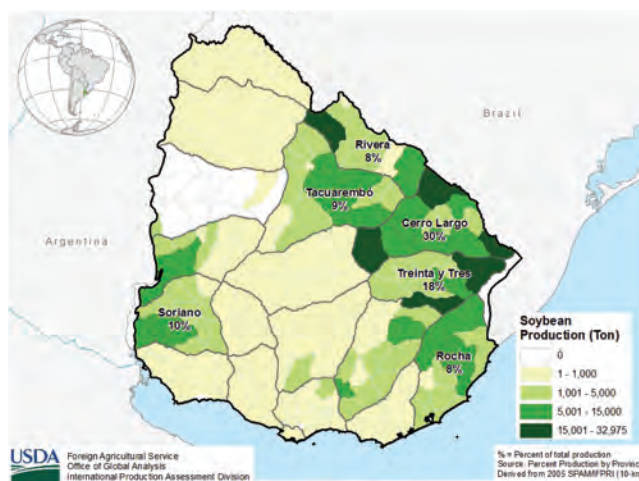 Brazil
Argentina
Rivera
8%
Tacuarembó
9%
Cerro Largo
30%
Treinta y Tres
18%
Soriano
10%
Rocha
8%
Soybean
Production (Ton)
0
1 - 1,000
1,001 - 5,000
5,001 - 15,000
15,001 - 32,975
USDA
Foreign Agricultural Service
Office of Global Analysis
International Production Assessment Division
% = Percent of total production
Source: Percent Production by Provinc
Derived from 2005 SPAM/IFPRI (10-km